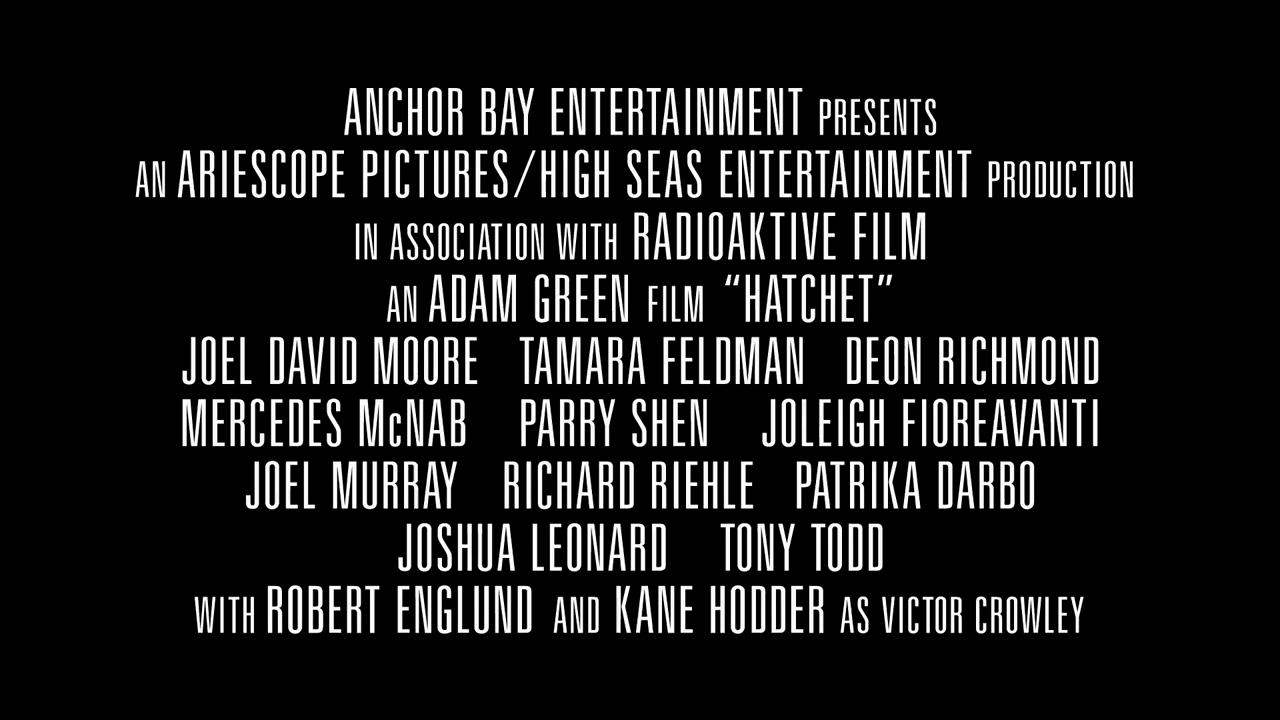 ANCHOR BAY ENTERTAINMENT PRESENTS
AN ARIESCOPE PICTURES/HIGH SEAS ENTERTAINMENT PRODUCTION
IN ASSOCIATION WITH RADIOAKTIVE FILM
AN ADAM GREEN FILM “HATCHET”
JOEL DAVID MOORE TAMARA FELDMAN DEON RICHMOND
MERCEDES McNAB PARRY SHEN JOLEIGH FIOREAVANTI
JOEL MURRAY RICHARD RIEHLE PATRIKA DARBO
JOSHUA LEONARD TONY TODD
WITH ROBERT ENGLUND AND KANE HODDER AS VICTOR CROWLEY